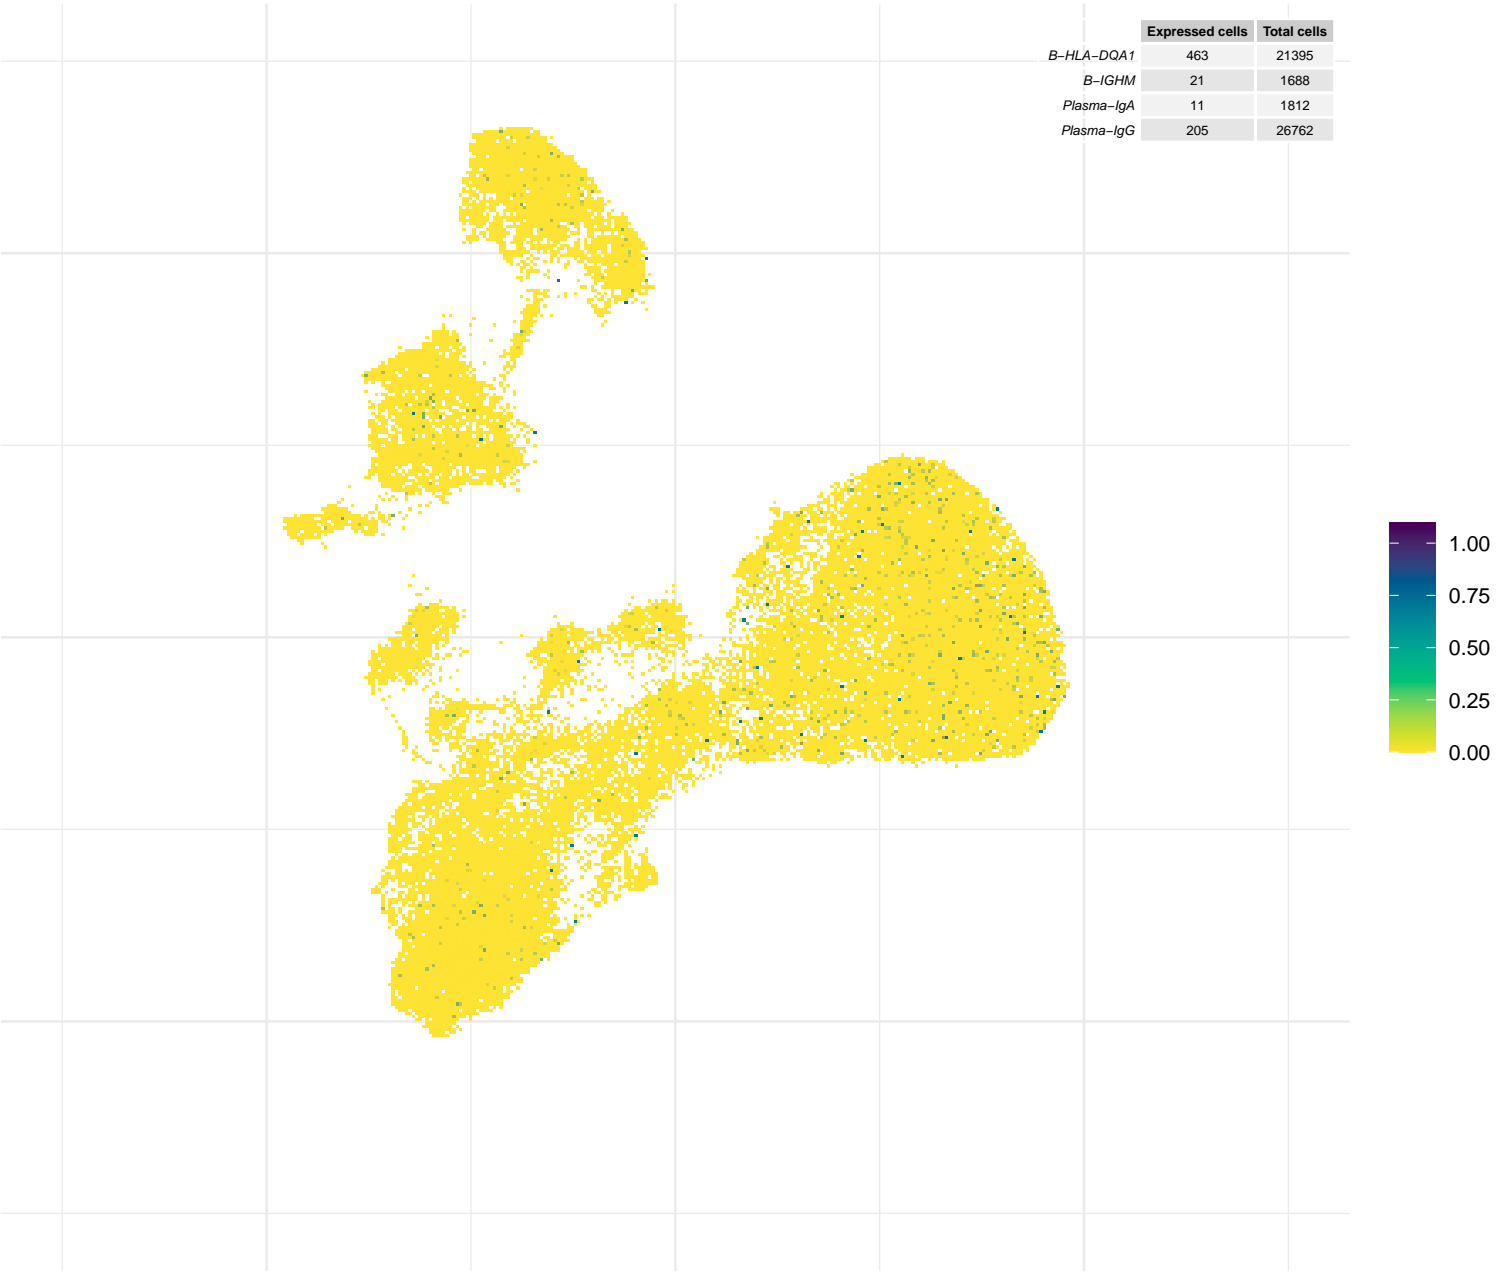 Expressed cells Total cells
B−HLA−DQA1 463 21395
B−IGHM 21 1688
Plasma−IgA 11 1812
Plasma−IgG 205 26762
1.00
0.75
0.50
0.25
0.00